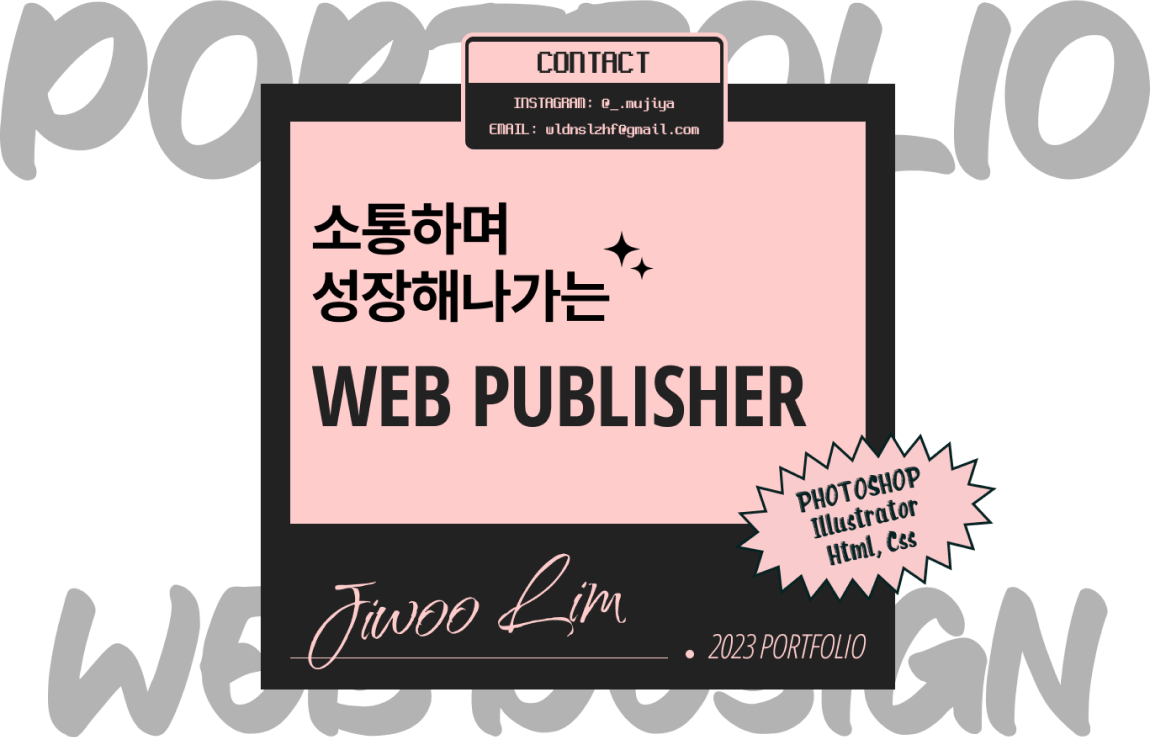 PORTFOLIO
CONTACT
INSTAGRAM: @_.mujiya
EMAIL: wldnslzhf@gmail.com
소통하며
성장해나가는
WEB PUBLISHER
PHOTOSHOP
Illustrator
Html, Css
Jiwoo Lim
2023 PORTFOLIO
WEB DESIGN